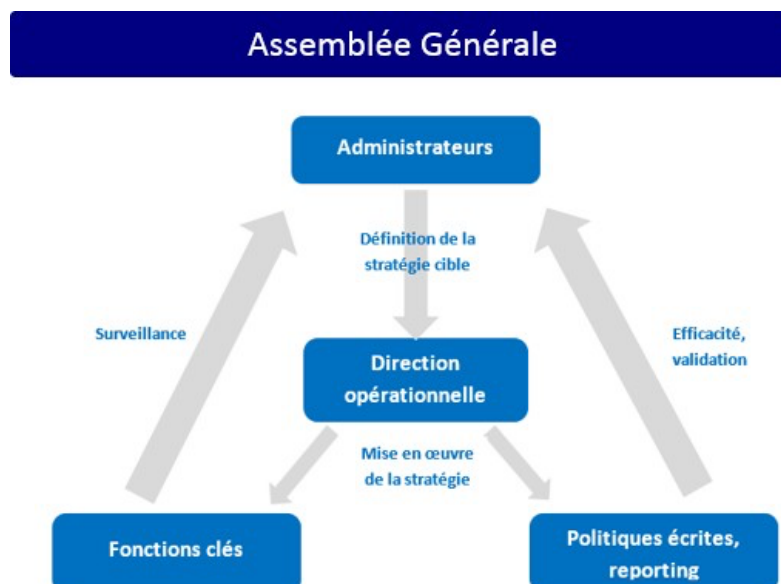 Assemblée Générale
Administrateurs
Définition de la
stratégie cible
Surveillance
Efficacité,
validation
Direction
opérationnelle
Mise en œuvre
de la stratégie
Fonctions clés
Politiques écrites,
reporting